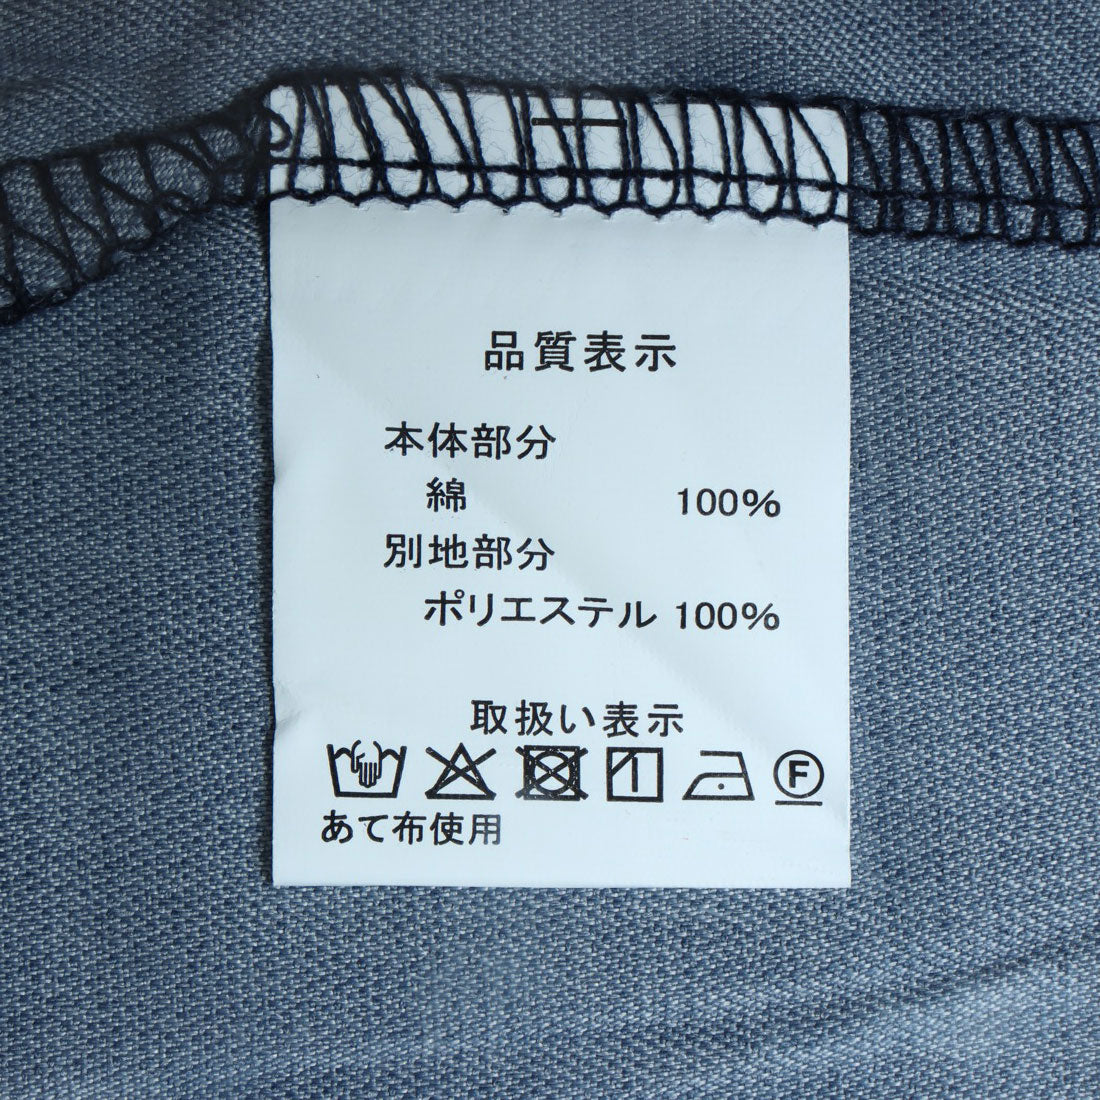 品質表示
本体部分
綿 100%
別地部分
ポリエステル 100%
取扱い表示
F
あて布使用